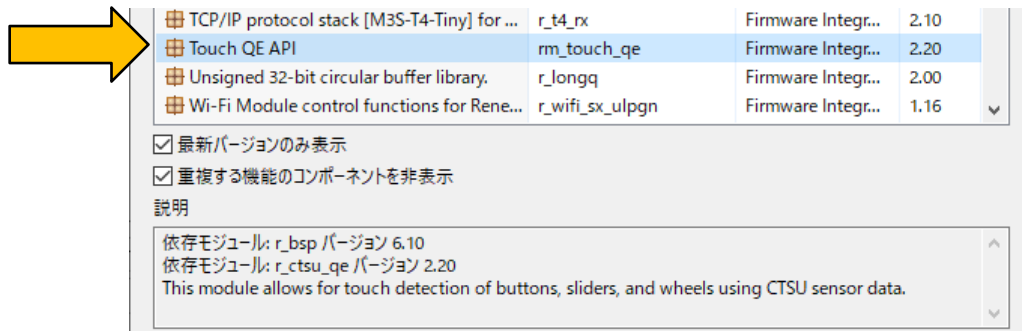 TCP/IP protocol stack [M3S-T4-Tiny] for ... r_t4_rx Firmware Integr... 2.10
Touch QE API rm_touch_qe Firmware Integr... 2.20
Unsigned 32-bit circular buffer library. r_longq Firmware Integr... 2.00
Wi-Fi Module control functions for Rene... r_wifi_sx_ulpgn Firmware Integr... 1.16
最新バージョンのみ表示
重複する機能のコンポーネントを非表示
説明
依存モジュール: r_bsp バージョン 6.10
依存モジュール: r_ctsu_qe バージョン 2.20
This module allows for touch detection of buttons, sliders, and wheels using CTSU sensor data.